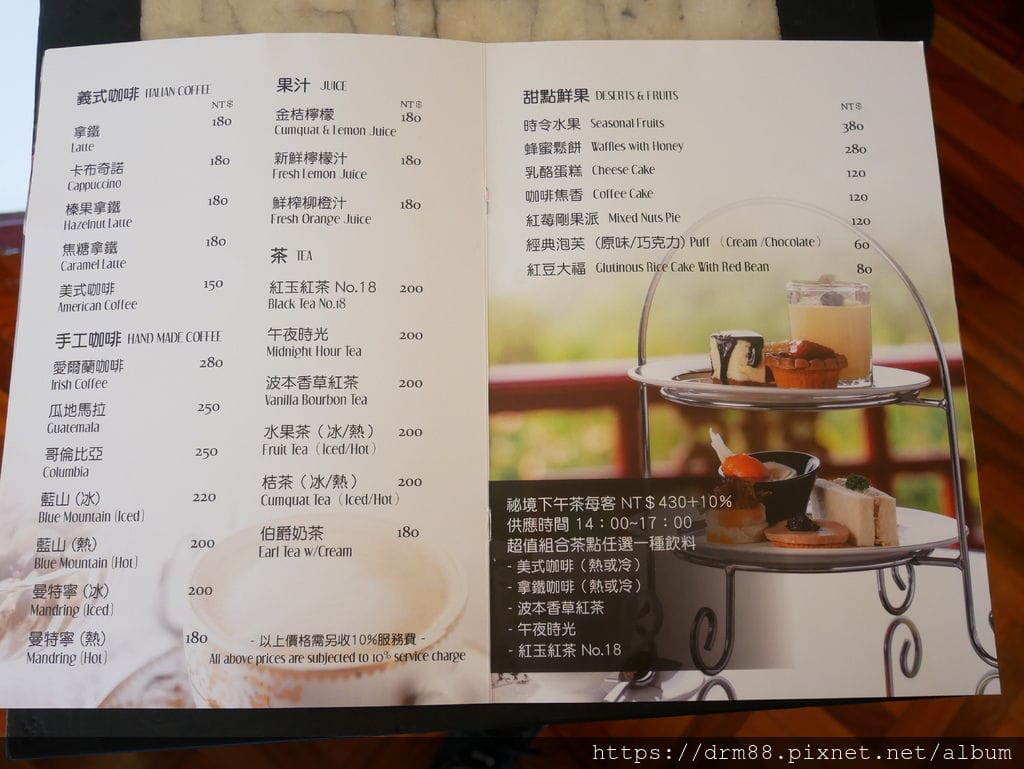 義式咖啡 ITALIAN COFFEE
NT$
拿鐵 180
Latte
卡布奇諾 180
Cappuccino
榛果拿鐵 180
Hazelnut Latte
焦糖拿鐵 180
Caramel Latte
美式咖啡 150
American Coffee
手工咖啡 HAND MADE COFFEE
愛爾蘭咖啡 280
Irish Coffee
瓜地馬拉 250
Guatemala
哥倫比亞 250
Columbia
藍山 (冰) 220
Blue Mountain (Iced)
藍山 (熱) 200
Blue Mountain (Hot)
曼特寧 (冰) 200
Mandring (Iced)
曼特寧 (熱) 180
Mandring (Hot)
果汁 JUICE
NT$
金桔檸檬 180
Cumquat & Lemon Juice
新鮮檸檬汁 180
Fresh Lemon Juice
鮮榨柳橙汁 180
Fresh Orange Juice
茶 TEA
紅玉紅茶 No.18 200
Black Tea No.18
午夜時光 200
Midnight Hour Tea
波本香草紅茶 200
Vanilla Bourbon Tea
水果茶 (冰/熱) 200
Fruit Tea (Iced/Hot)
桔茶 (冰/熱) 200
Cumquat Tea (Iced/Hot)
伯爵奶茶 180
Earl Tea w/Cream
- 以上價格需另收10%服務費 -
All above prices are subjected to 10% service charge
甜點鮮果 DESERTS & FRUITS
NT$
時令水果 Seasonal Fruits 380
蜂蜜鬆餅 Waffles with Honey 280
乳酪蛋糕 Cheese Cake 120
咖啡焦香 Coffee Cake 120
紅莓剛果派 Mixed Nuts Pie 120
經典泡芙 (原味/巧克力) Puff (Cream /Chocolate) 60
紅豆大福 Glutinous Rice Cake With Red Bean 80
祕境下午茶每客 NT$430+10%
供應時間 14:00~17:00
超值組合茶點任選一種飲料
- 美式咖啡 (熱或冷)
- 拿鐵咖啡 (熱或冷)
- 波本香草紅茶
- 午夜時光
- 紅玉紅茶 No.18
https://drm88.pixnet.net/album